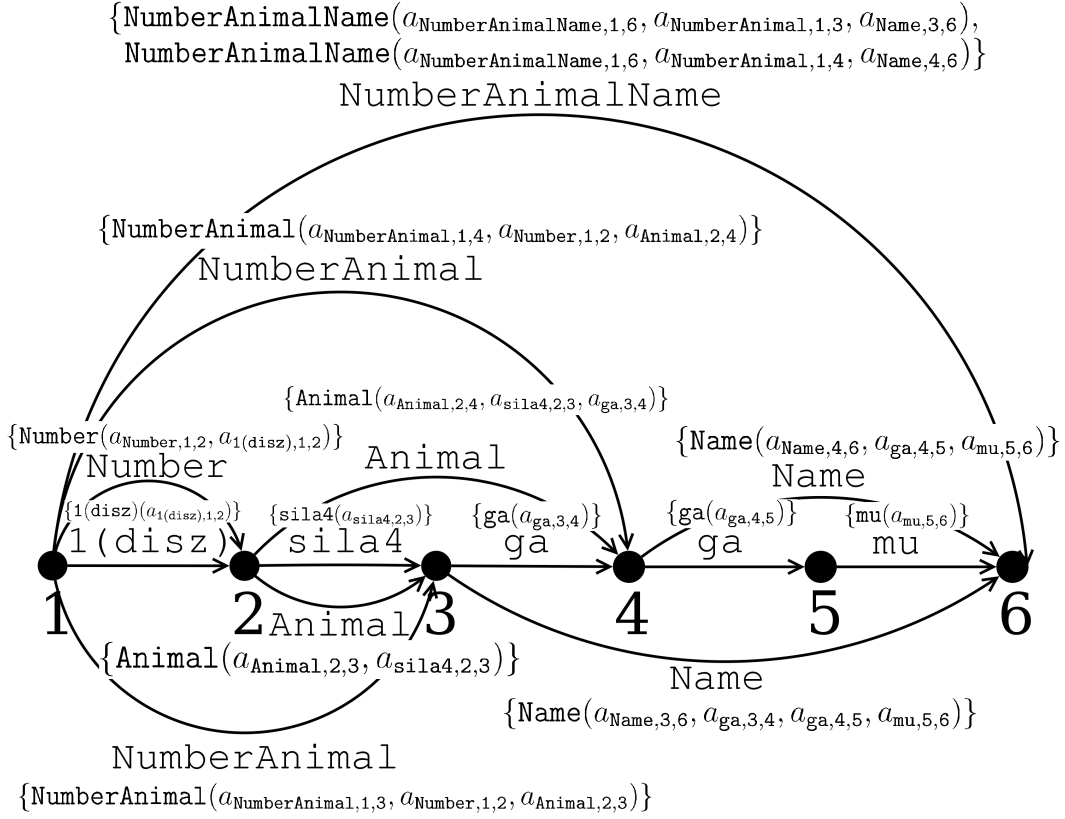 {NumberAnimalName(a_NumberAnimalName,1,6, a_NumberAnimal,1,3, a_Name,3,6),
NumberAnimalName(a_NumberAnimalName,1,6, a_NumberAnimal,1,4, a_Name,4,6)}
NumberAnimalName
{NumberAnimal(a_NumberAnimal,1,4, a_Number,1,2, a_Animal,2,4)}
NumberAnimal
{Animal(a_Animal,2,4, a_sila4,2,3, a_ga,3,4)}
{Number(a_Number,1,2, a_1(disz),1,2)}
{Name(a_Name,4,6, a_ga,4,5, a_mu,5,6)}
Number
Animal
Name
{1(disz)(a_1(disz),1,2)}
{sila4(a_sila4,2,3)}
{ga(a_ga,3,4)}
{ga(a_ga,4,5)}
{mu(a_mu,5,6)}
1(disz)
sila4
ga
ga
mu
1
2
3
4
5
6
Animal
{Animal(a_Animal,2,3, a_sila4,2,3)}
Name
{Name(a_Name,3,6, a_ga,3,4, a_ga,4,5, a_mu,5,6)}
NumberAnimal
{NumberAnimal(a_NumberAnimal,1,3, a_Number,1,2, a_Animal,2,3)}